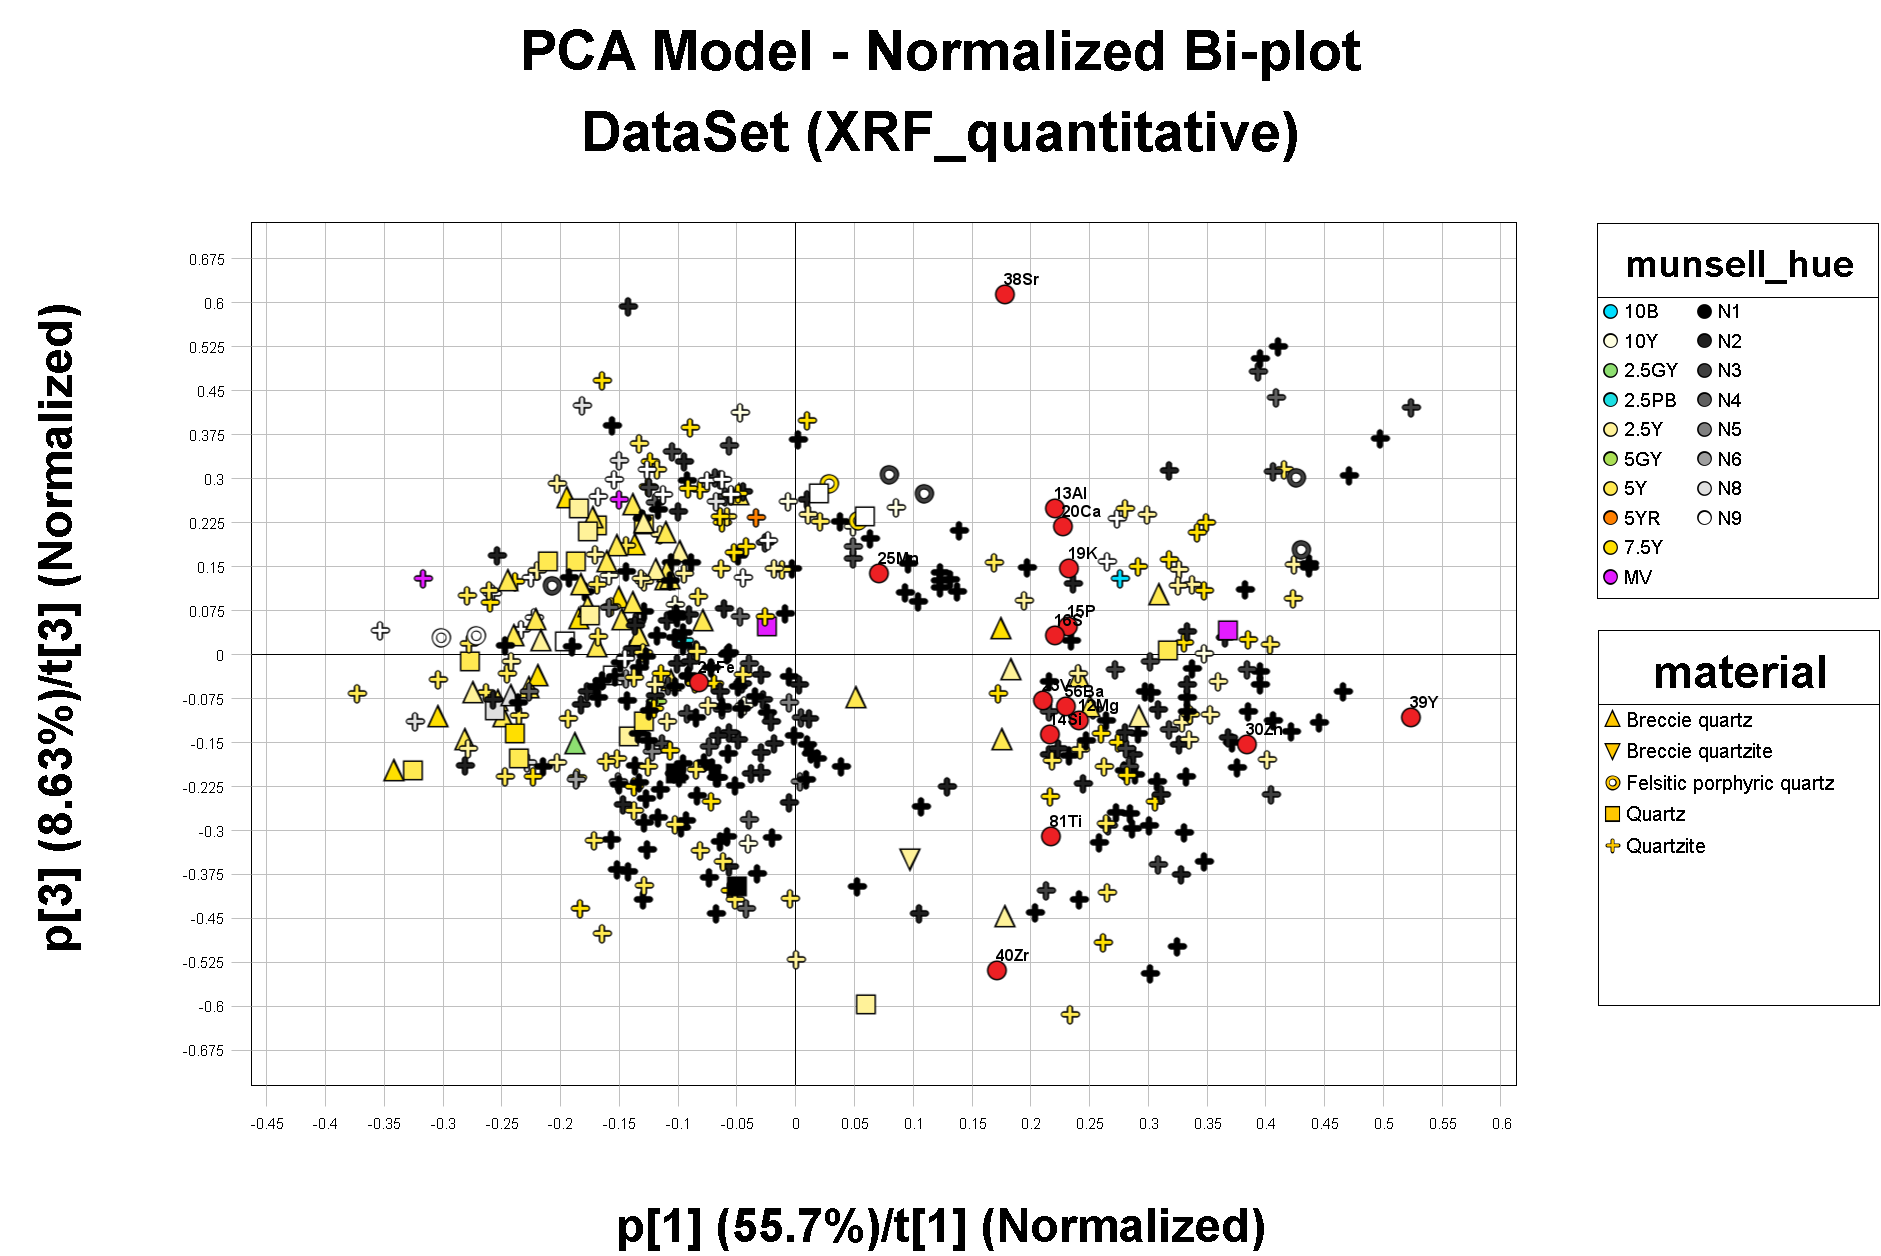 PCA Model - Normalized Bi-plot
DataSet (XRF_quantitative)
p[3] (8.63%)/t[3] (Normalized)
0.675
0.6
0.525
0.45
0.375
0.3
0.225
0.15
0.075
0
-0.075
-0.15
-0.225
-0.3
-0.375
-0.45
-0.525
-0.6
-0.675
38Sr
13Al
20Ca
25Mn
19K
15P
16S
56Ba
39Y
12Mg
14Si
30Zn
81Ti
40Zr
-0.45 -0.4 -0.35 -0.3 -0.25 -0.2 -0.15 -0.1 -0.05 0 0.05 0.1 0.15 0.2 0.25 0.3 0.35 0.4 0.45 0.5 0.55 0.6
p[1] (55.7%)/t[1] (Normalized)
munsell_hue
10B N1
10Y N2
2.5GY N3
2.5PB N4
2.5Y N5
5GY N6
5Y N8
5YR N9
7.5Y
MV
material
Breccie quartz
Breccie quartzite
Felsitic porphyric quartz
Quartz
Quartzite